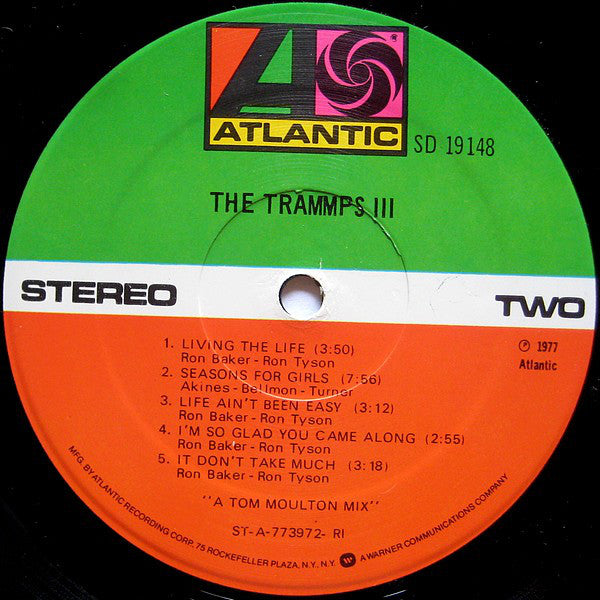 ATLANTIC
®
SD 19148
THE TRAMMPS III
STEREO
TWO
1. LIVING THE LIFE (3:50)
Ron Baker - Ron Tyson
2. SEASONS FOR GIRLS (7:56)
Akines - Bellmon - Turner
3. LIFE AIN'T BEEN EASY (3:12)
Ron Baker - Ron Tyson
4. I'M SO GLAD YOU CAME ALONG (2:55)
Ron Baker - Ron Tyson
5. IT DON'T TAKE MUCH (3:18)
Ron Baker - Ron Tyson
℗ 1977
Atlantic
"A TOM MOULTON MIX"
ST-A-773972- RI
MFG. BY ATLANTIC RECORDING CORP. 75 ROCKEFELLER PLAZA, N.Y. N.Y. A WARNER COMMUNICATIONS COMPANY